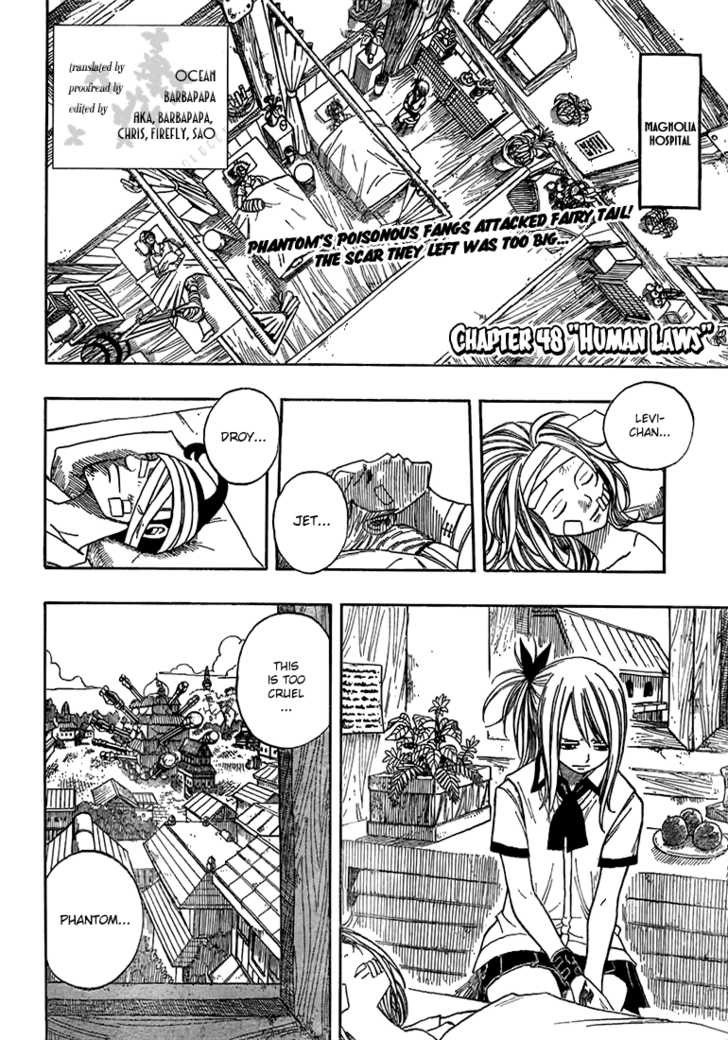 translated by
OCEAN
proofread by
BARBAPAPA
edited by
AKA, BARBAPAPA,
CHRIS, FIREFLY, SAO
MAGNOLIA
HOSPITAL
PHANTOM'S POISONOUS FANGS ATTACKED FAIRY TAIL!
THE SCAR THEY LEFT WAS TOO BIG...
CHAPTER 48 "HUMAN LAWS"
LEVI-
CHAN...
JET...
DROY...
THIS
IS TOO
CRUEL
...
PHANTOM...